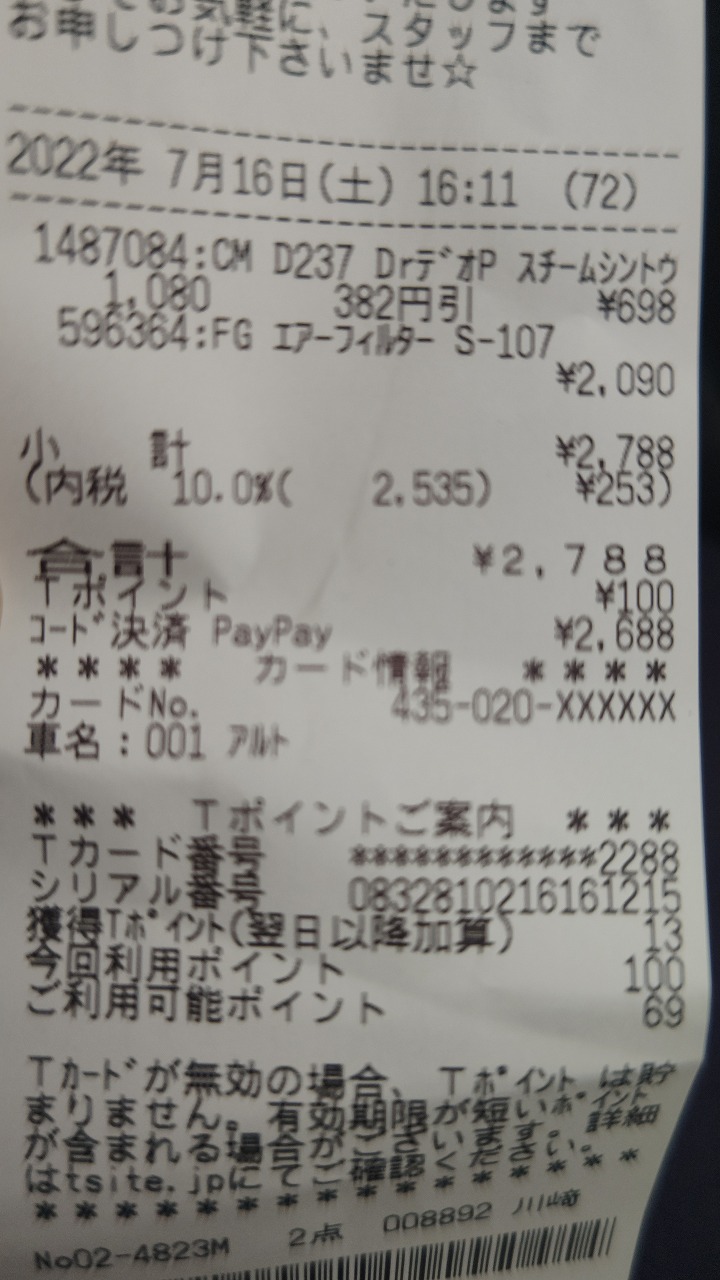 お気軽に、スタッフまで
お申しつけ下さいませ☆
2022年 7月16日(土) 16:11 (72)
1487084:CM D237 Drデオ゙P スチームシントウ
1,080 382円引 ¥698
596364:FG エアーフィルター S-107
¥2,090
小 計 ¥2,788
(内税 10.0%( 2,535) ¥253)
合計 ¥2,788
Tポイント ¥100
コード決済 PayPay ¥2,688
**** カード情報 ****
カードNo. 435-020-XXXXXX
車名:001 アルト
*** Tポイントご案内 ***
Tカード番号 ************2288
シリアル番号 0832810216161215
獲得Tポイント(翌日以降加算) 13
今回利用ポイント 100
ご利用可能ポイント 69
Tカードが無効の場合、Tポイントは貯
まりません。有効期限が短いポイント
が含まれる場合がございます。詳細
はtsite.jpにてご確認ください。
No02-4823M 2点 008892 川崎